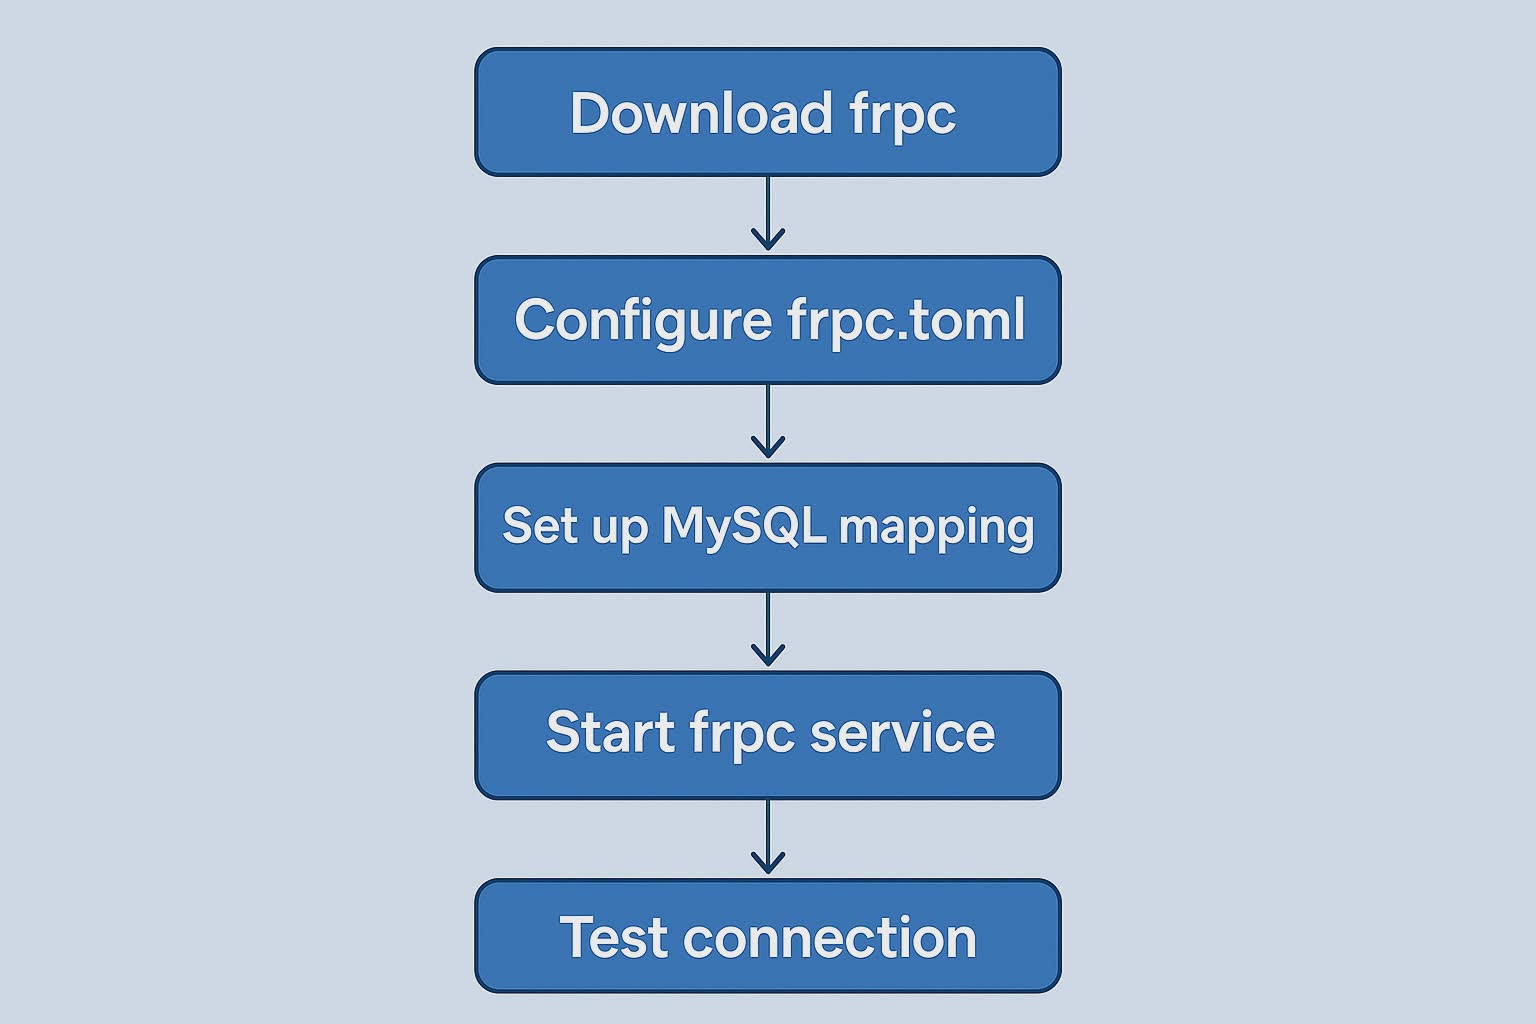 Download frpc
Configure frpc.toml
Set up MySQL mapping
Start frpc service
Test connection